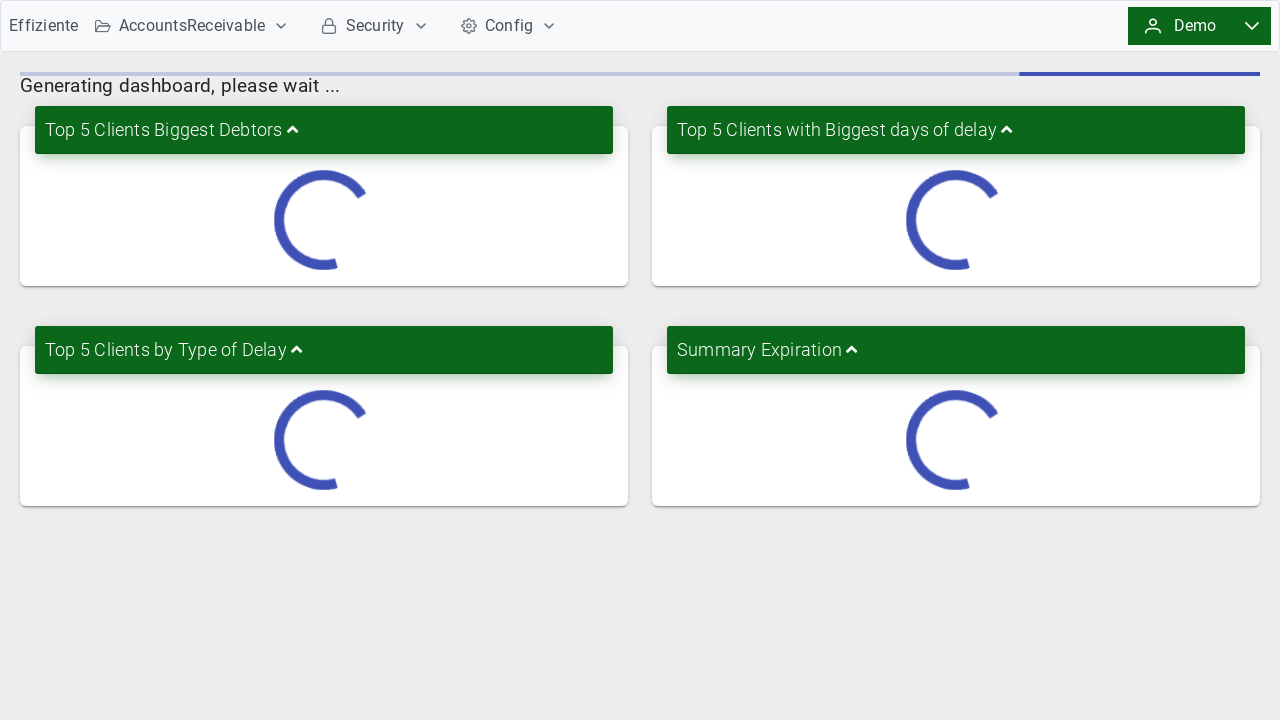 Effiziente AccountsReceivable Security Config Demo
Generating dashboard, please wait ...
Top 5 Clients Biggest Debtors
Top 5 Clients with Biggest days of delay
Top 5 Clients by Type of Delay
Summary Expiration